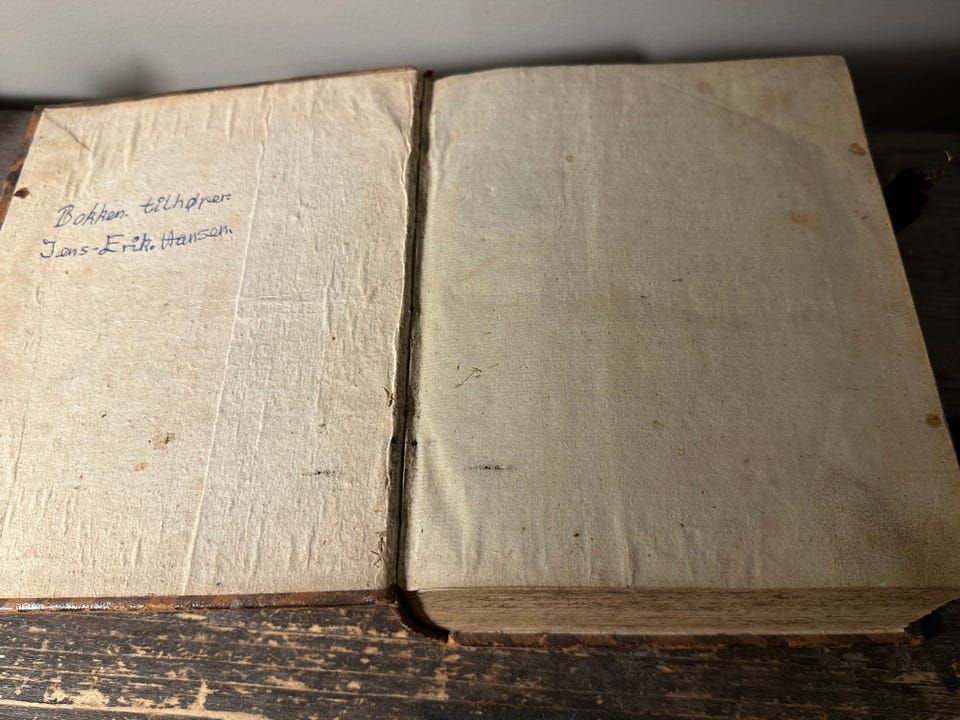 Bokken. tilhører.
Jens-Erik. Hansen.